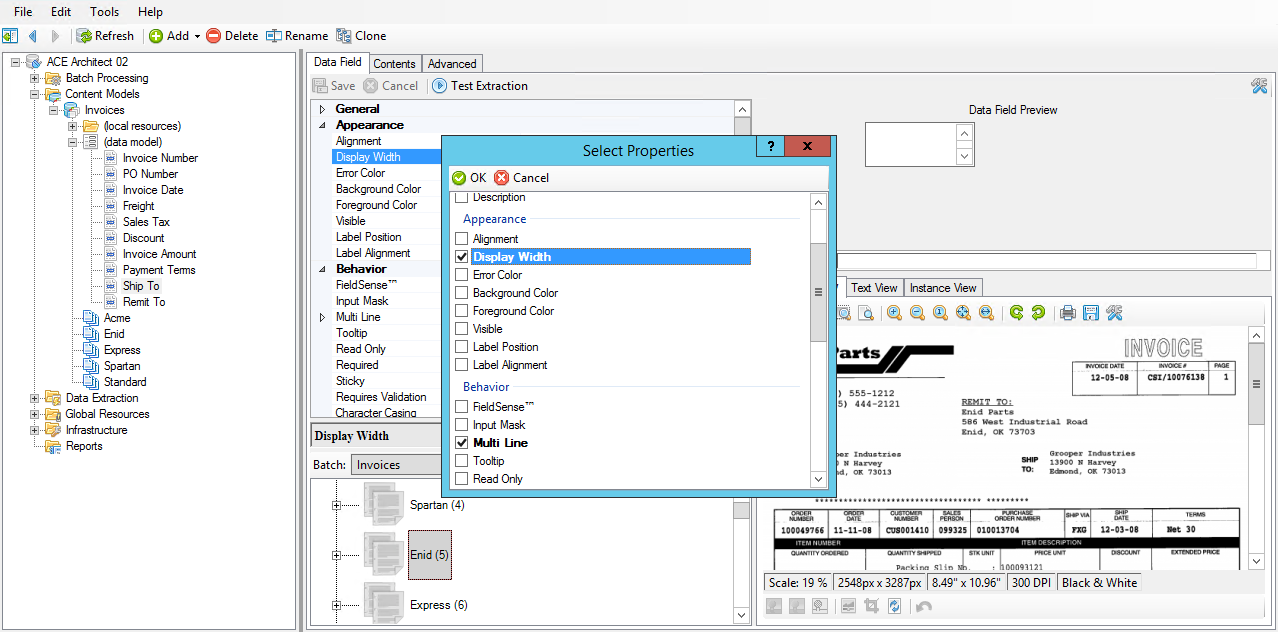 File Edit Tools Help
Refresh Add Delete Rename Clone
ACE Architect 02
Batch Processing
Content Models
Invoices
(local resources)
(data model)
Invoice Number
PO Number
Invoice Date
Freight
Sales Tax
Discount
Invoice Amount
Payment Terms
Ship To
Remit To
Acme
Enid
Express
Spartan
Standard
Data Extraction
Global Resources
Infrastructure
Reports
Data Field Contents Advanced
Save Cancel Test Extraction
General
Appearance
Alignment
Display Width
Error Color
Background Color
Foreground Color
Visible
Label Position
Label Alignment
Behavior
FieldSense™
Input Mask
Multi Line
Tooltip
Read Only
Required
Sticky
Requires Validation
Character Casing
Display Width
Batch: Invoices
Spartan (4)
Enid (5)
Express (6)
Select Properties
? x
OK Cancel
Description
Appearance
Alignment
Display Width
Error Color
Background Color
Foreground Color
Visible
Label Position
Label Alignment
Behavior
FieldSense™
Input Mask
Multi Line
Tooltip
Read Only
Data Field Preview
Text View Instance View
arts
INVOICE
INVOICE DATE INVOICE # PAGE
12-05-08 CSI/10076138 1
) 555-1212
5) 444-2121
REMIT TO:
Enid Parts
586 West Industrial Road
Enid, OK 73703
per Industries
0 N Harvey
nd, OK 73013
SHIP TO:
Grooper Industries
13900 N Harvey
Edmond, OK 73013
************************************* *********
ORDER NUMBER ORDER DATE CUSTOMER NUMBER SALES PERSON PURCHASE ORDER NUMBER SHIP VIA SHIP DATE TERMS
100049766 11-11-08 CUS001410 099325 010013704 FXG 12-03-08 Net 30
ITEM NUMBER ITEM DESCRIPTION
QUANTITY ORDERED QUANTITY SHIPPED STK UNIT PRICE UNIT DISCOUNT EXTENDED PRICE
Packing Slip No. : 100093121
Scale: 19 % 2548px x 3287px 8.49" x 10.96" 300 DPI Black & White